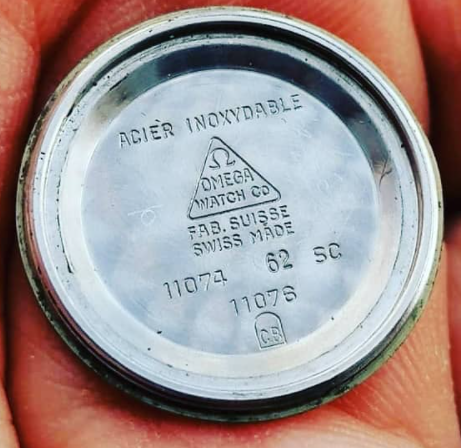 ACIER INOXYDABLE
Ω
OMEGA
WATCH CO
FAB. SUISSE
SWISS MADE
11074 62 SC
11076
CB